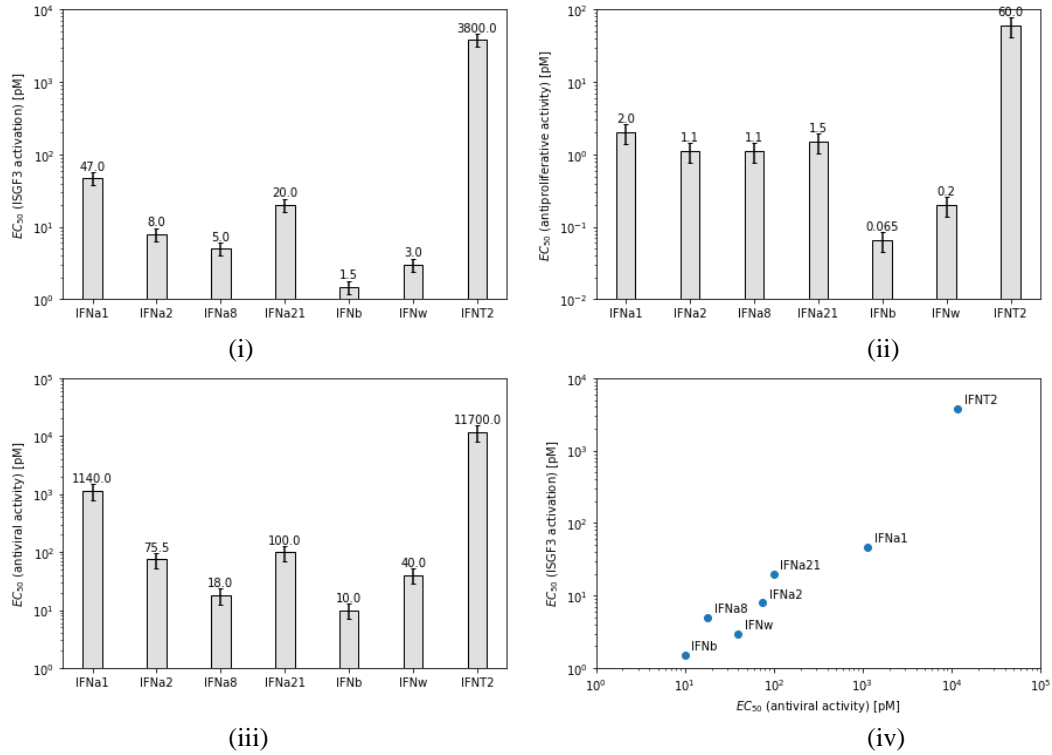 EC50 (ISGF3 activation) [pM]
10^4
10^3
10^2
10^1
10^0
47.0
8.0
5.0
20.0
1.5
3.0
3800.0
IFNa1 IFNa2 IFNa8 IFNa21 IFNb IFNw IFNT2
(i)
EC50 (antiproliferative activity) [pM]
10^2
10^1
10^0
10^-1
10^-2
2.0
1.1
1.1
1.5
0.065
0.2
60.0
IFNa1 IFNa2 IFNa8 IFNa21 IFNb IFNw IFNT2
(ii)
EC50 (antiviral activity) [pM]
10^5
10^4
10^3
10^2
10^1
10^0
1140.0
75.5
18.0
100.0
10.0
40.0
11700.0
IFNa1 IFNa2 IFNa8 IFNa21 IFNb IFNw IFNT2
(iii)
EC50 (ISGF3 activation) [pM]
10^4
10^3
10^2
10^1
10^0
IFNT2
IFNa1
IFNa21
IFNa2
IFNa8
IFNw
IFNb
10^0 10^1 10^2 10^3 10^4 10^5
EC50 (antiviral activity) [pM]
(iv)